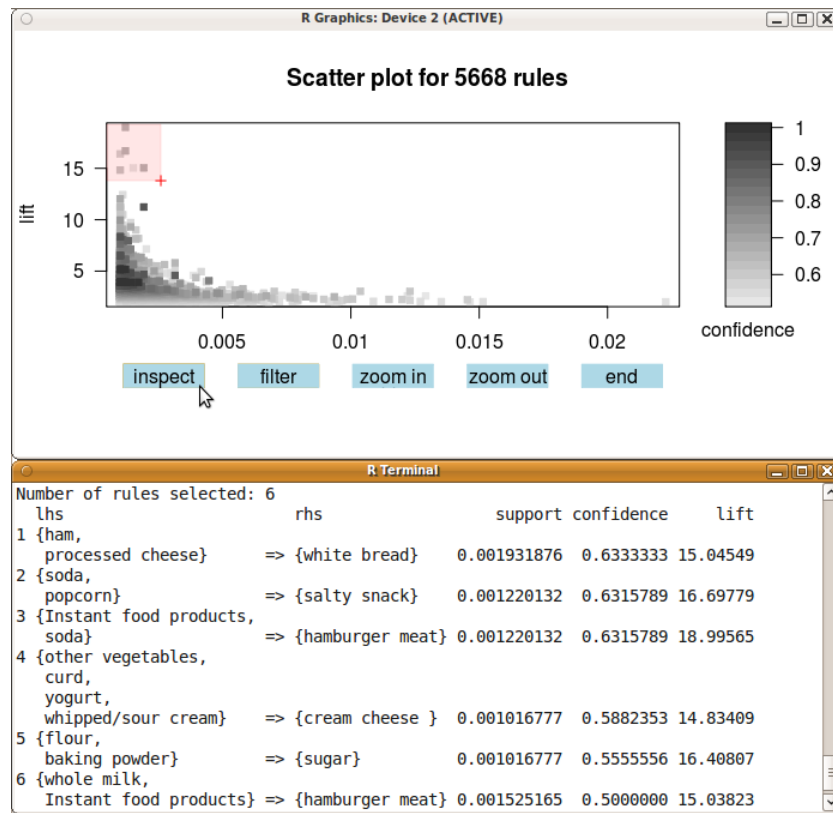 R Graphics: Device 2 (ACTIVE)
Scatter plot for 5668 rules
lift
15
10
5
0.005 0.01 0.015 0.02
1
0.9
0.8
0.7
0.6
confidence
inspect filter zoom in zoom out end
R Terminal
Number of rules selected: 6
lhs rhs support confidence lift
1 {ham,
processed cheese} => {white bread} 0.001931876 0.6333333 15.04549
2 {soda,
popcorn} => {salty snack} 0.001220132 0.6315789 16.69779
3 {Instant food products,
soda} => {hamburger meat} 0.001220132 0.6315789 18.99565
4 {other vegetables,
curd,
yogurt,
whipped/sour cream} => {cream cheese } 0.001016777 0.5882353 14.83409
5 {flour,
baking powder} => {sugar} 0.001016777 0.5555556 16.40807
6 {whole milk,
Instant food products} => {hamburger meat} 0.001525165 0.5000000 15.03823